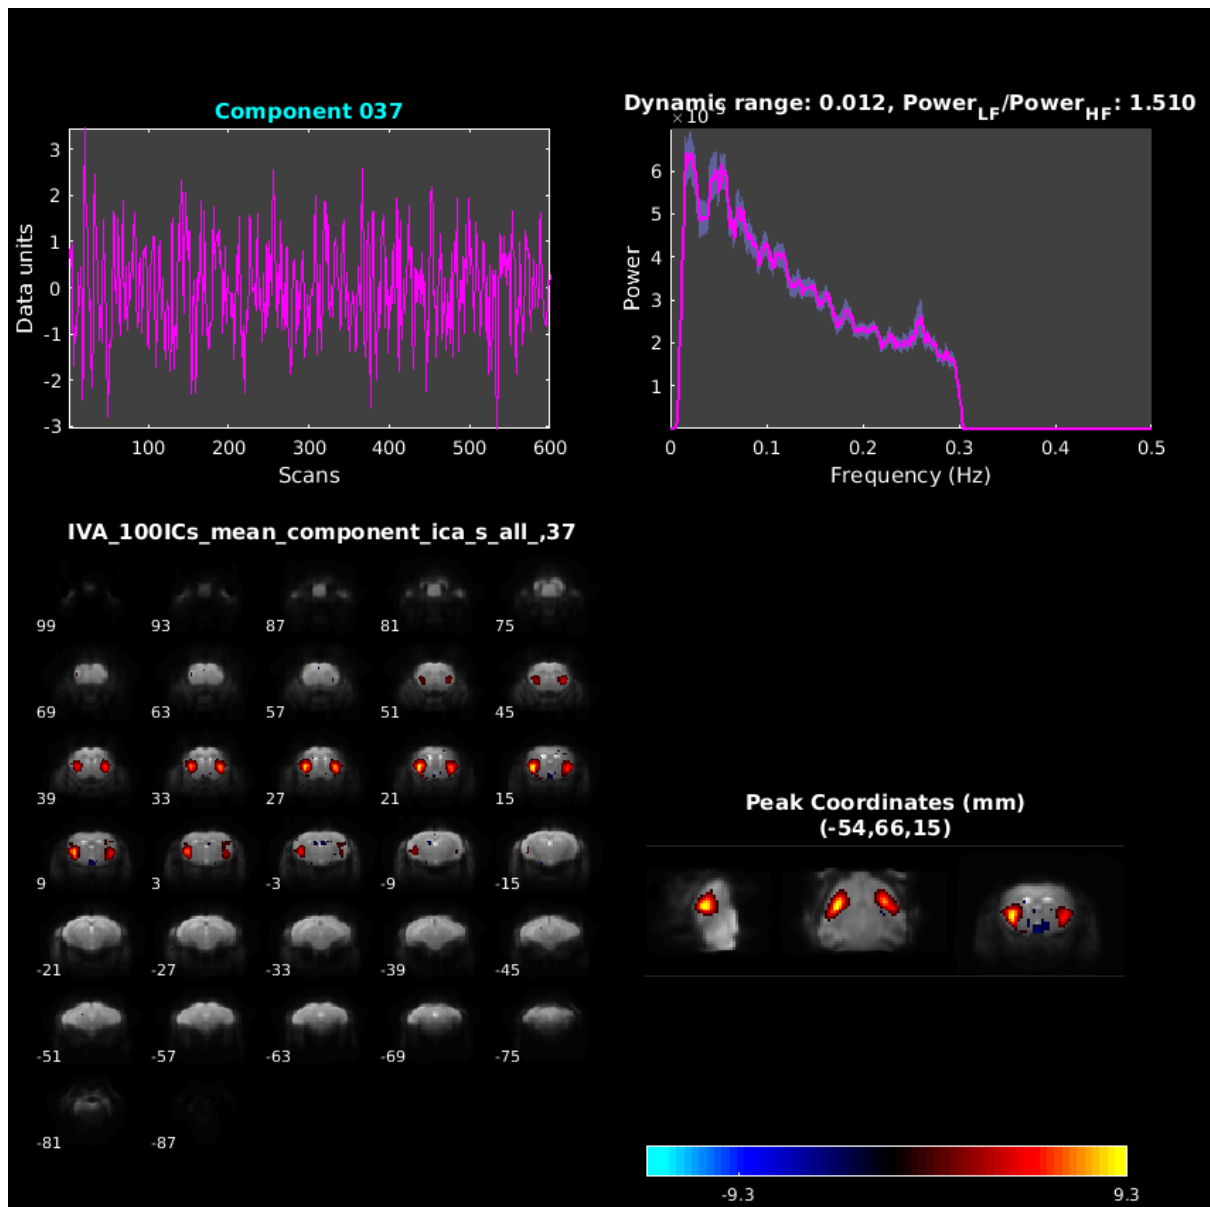 Component 037
3
2
1
0
-1
-2
-3
Data units
100 200 300 400 500 600
Scans
Dynamic range: 0.012, Power_LF/Power_HF: 1.510
6
5
4
3
2
1
Power
0 0.1 0.2 0.3 0.4 0.5
Frequency (Hz)
IVA_100ICs_mean_component_ica_s_all_,37
99 93 87 81 75
69 63 57 51 45
39 33 27 21 15
9 3 -3 -9 -15
-21 -27 -33 -39 -45
-51 -57 -63 -69 -75
-81 -87
Peak Coordinates (mm)
(-54,66,15)
-9.3 9.3